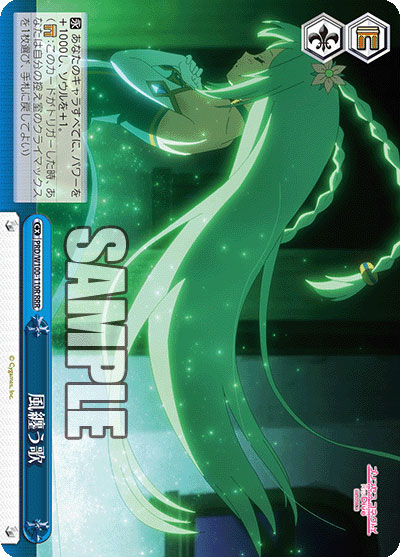 【永】 あなたのキャラすべてに、パワーを
+1000し、ソウルを+1。
(：このカードがトリガーした時、あ
なたは自分の控え室のクライマックス
を1枚選び、手札に戻してよい)
SAMPLE
CX
© Cygames, Inc.
風纏う歌